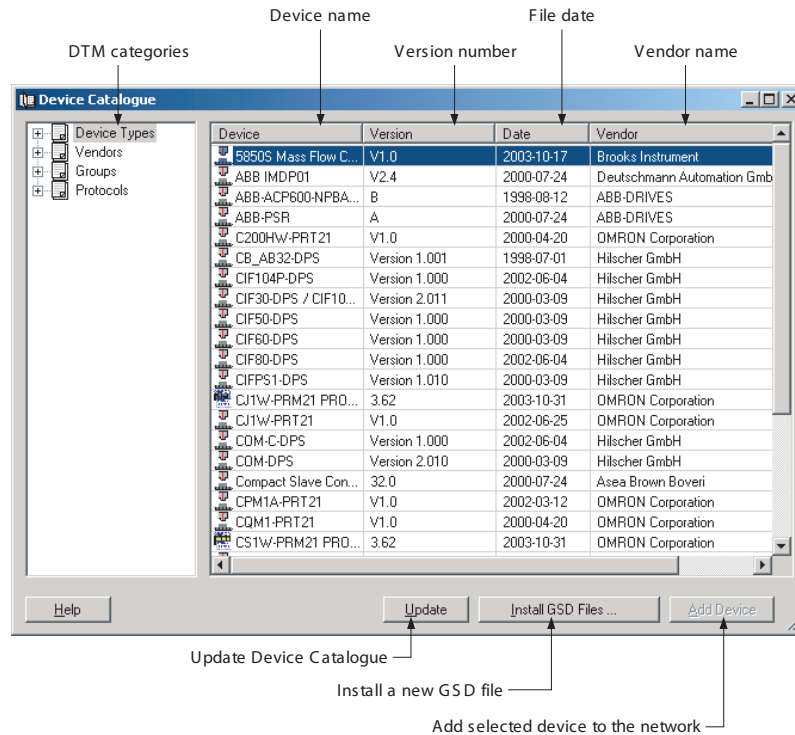 Device name File date
DTM categories Version number Vendor name
Device Catalogue
Device Types
Vendors
Groups
Protocols
Device Version Date Vendor
5850S Mass Flow C... V1.0 2003-10-17 Brooks Instrument
ABB IMDP01 V2.4 2000-07-24 Deutschmann Automation Gmb
ABB-ACP600-NPBA... B 1998-08-12 ABB-DRIVES
ABB-PSR A 2000-07-24 ABB-DRIVES
C200HW-PRT21 V1.0 2000-04-20 OMRON Corporation
CB_AB32-DPS Version 1.001 1998-07-01 Hilscher GmbH
CIF104P-DPS Version 1.000 2002-06-04 Hilscher GmbH
CIF30-DPS / CIF10... Version 2.011 2000-03-09 Hilscher GmbH
CIF50-DPS Version 1.000 2000-03-09 Hilscher GmbH
CIF60-DPS Version 1.000 2000-03-09 Hilscher GmbH
CIF80-DPS Version 1.000 2002-06-04 Hilscher GmbH
CIFPS1-DPS Version 1.010 2000-03-09 Hilscher GmbH
CJ1W-PRM21 PRO... 3.62 2003-10-31 OMRON Corporation
CJ1W-PRT21 V1.0 2002-06-25 OMRON Corporation
COM-C-DPS Version 1.000 2002-06-04 Hilscher GmbH
COM-DPS Version 2.010 2000-03-09 Hilscher GmbH
Compact Slave Con... 32.0 2000-07-24 Asea Brown Boveri
CPM1A-PRT21 V1.0 2002-03-12 OMRON Corporation
CQM1-PRT21 V1.0 2000-04-20 OMRON Corporation
CS1W-PRM21 PRO... 3.62 2003-10-31 OMRON Corporation
Help Update Install GSD Files ... Add Device
Update Device Catalogue
Install a new GSD file
Add selected device to the network